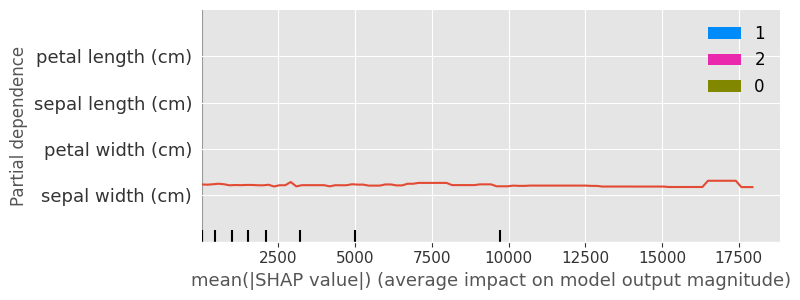 1
2
0
Partial dependence
petal length (cm)
sepal length (cm)
petal width (cm)
sepal width (cm)
2500 5000 7500 10000 12500 15000 17500
mean(|SHAP value|) (average impact on model output magnitude)